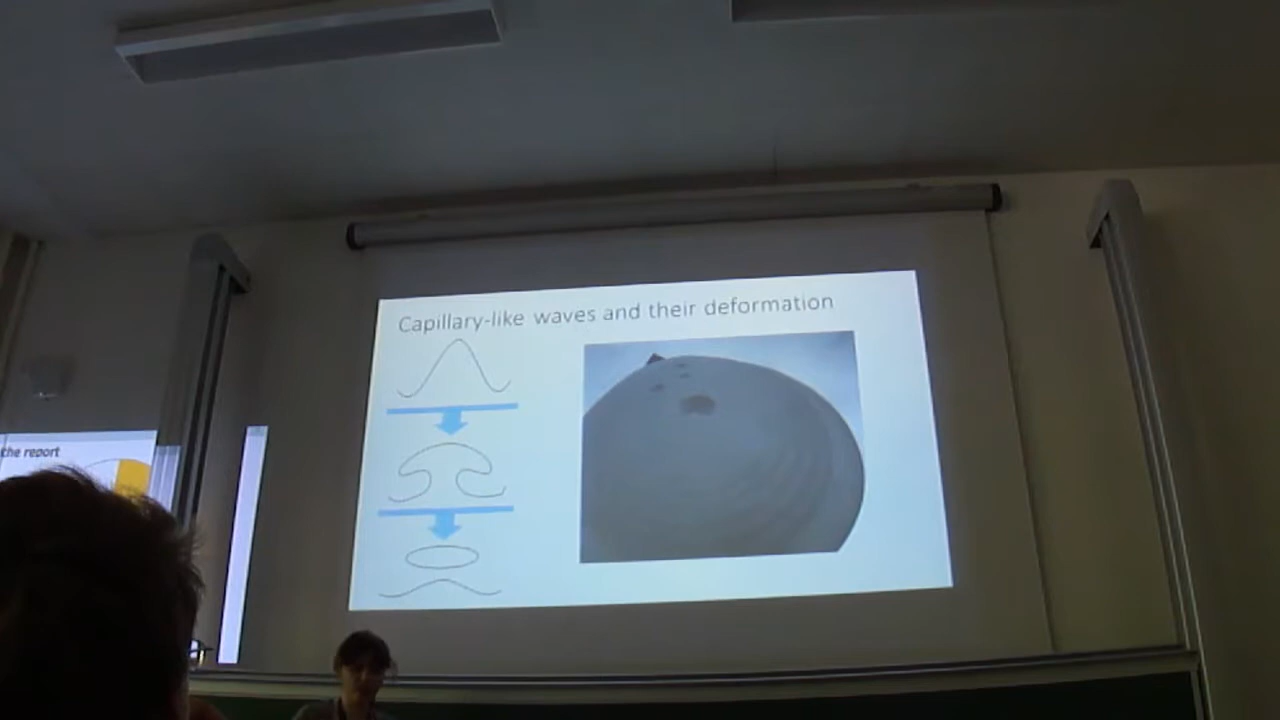 Capillary-like waves and their deformation
the report